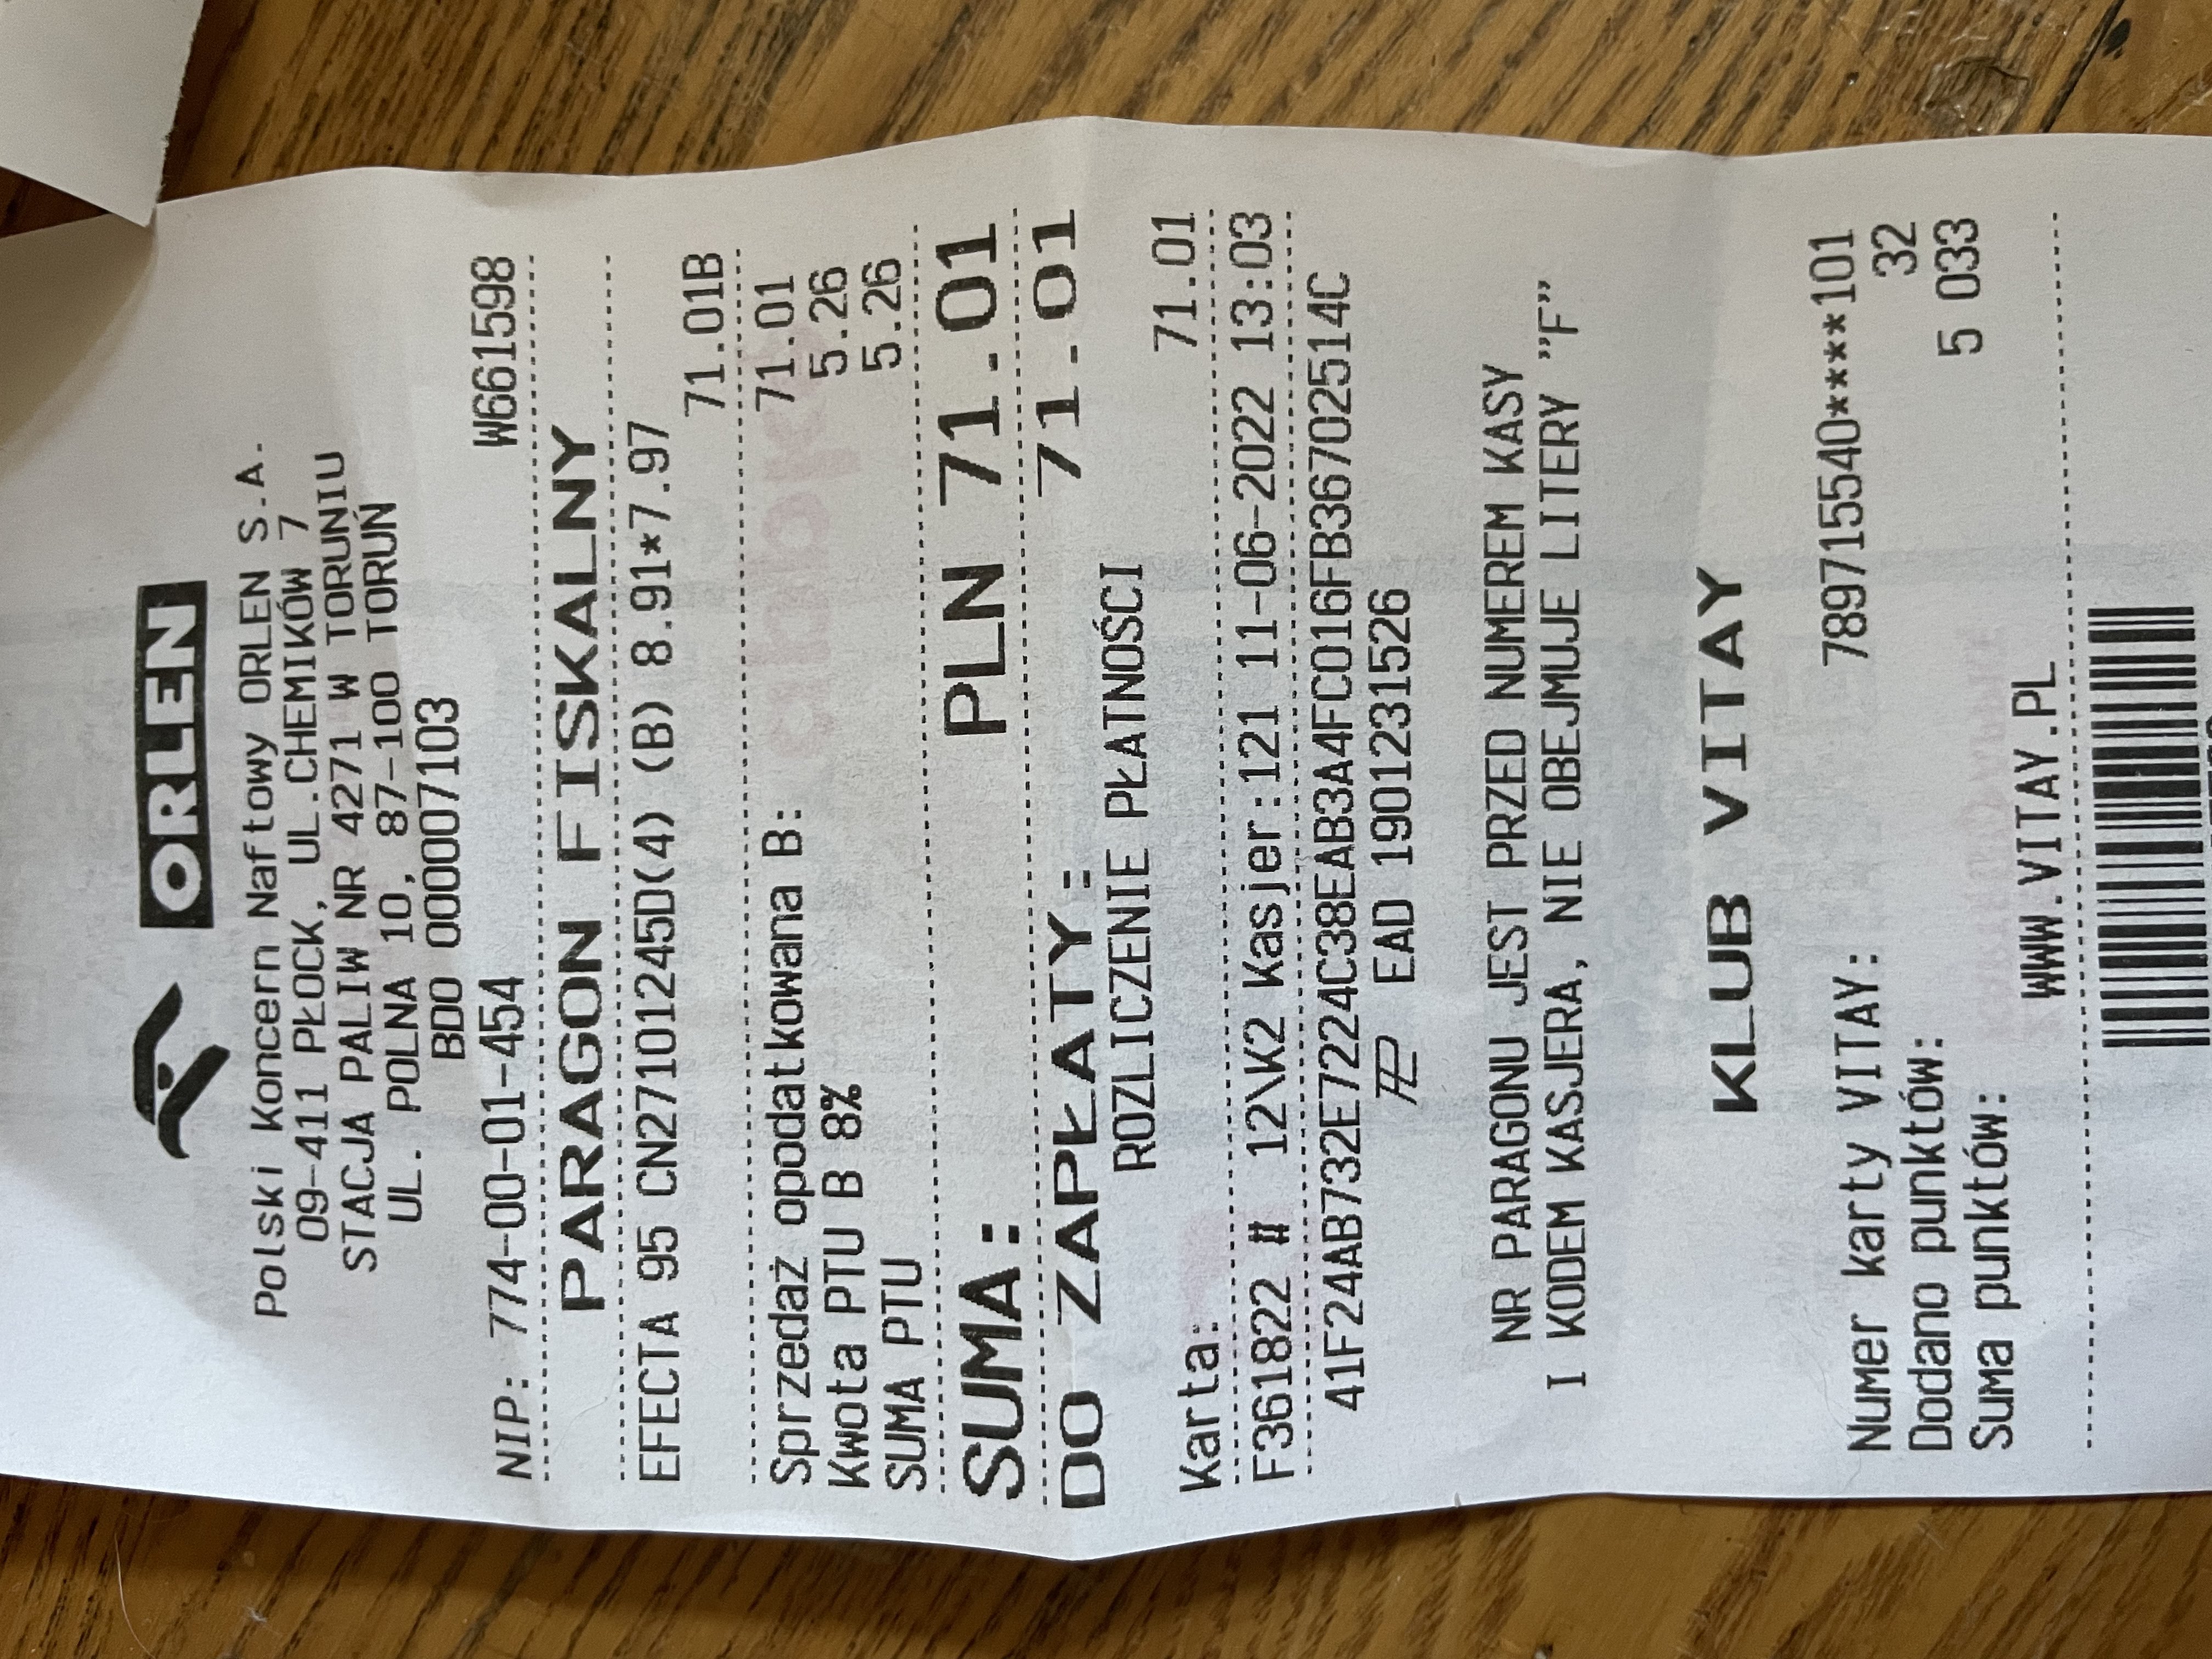 ORLEN
Polski Koncern Naftowy ORLEN S.A.
09-411 PŁOCK, UL.CHEMIKÓW 7
STACJA PALIW NR 4271 W TORUNIU
UL. POLNA 10, 87-100 TORUŃ
BDO 000007103
NIP: 774-00-01-454 W661598
PARAGON FISKALNY
EFECTA 95 CN27101245D(4) (B) 8.91*7.97
71.01B
Sprzedaż opodatkowana B: 71.01
Kwota PTU B 8% 5.26
SUMA PTU 5.26
SUMA: PLN 71.01
DO ZAPŁATY: 71.01
ROZLICZENIE PŁATNOŚCI
Karta: 71.01
F361822 # 12\K2 Kasjer:121 11-06-2022 13:03
41F24AB732E7224C38EAB3A4FC016FB36702514C
EAD 1901231526
NR PARAGONU JEST PRZED NUMEREM KASY
I KODEM KASJERA, NIE OBEJMUJE LITERY "F"
KLUB VITAY
Numer karty VITAY: 789715540****101
Dodano punktów: 32
Suma punktów: 5 033
WWW.VITAY.PL